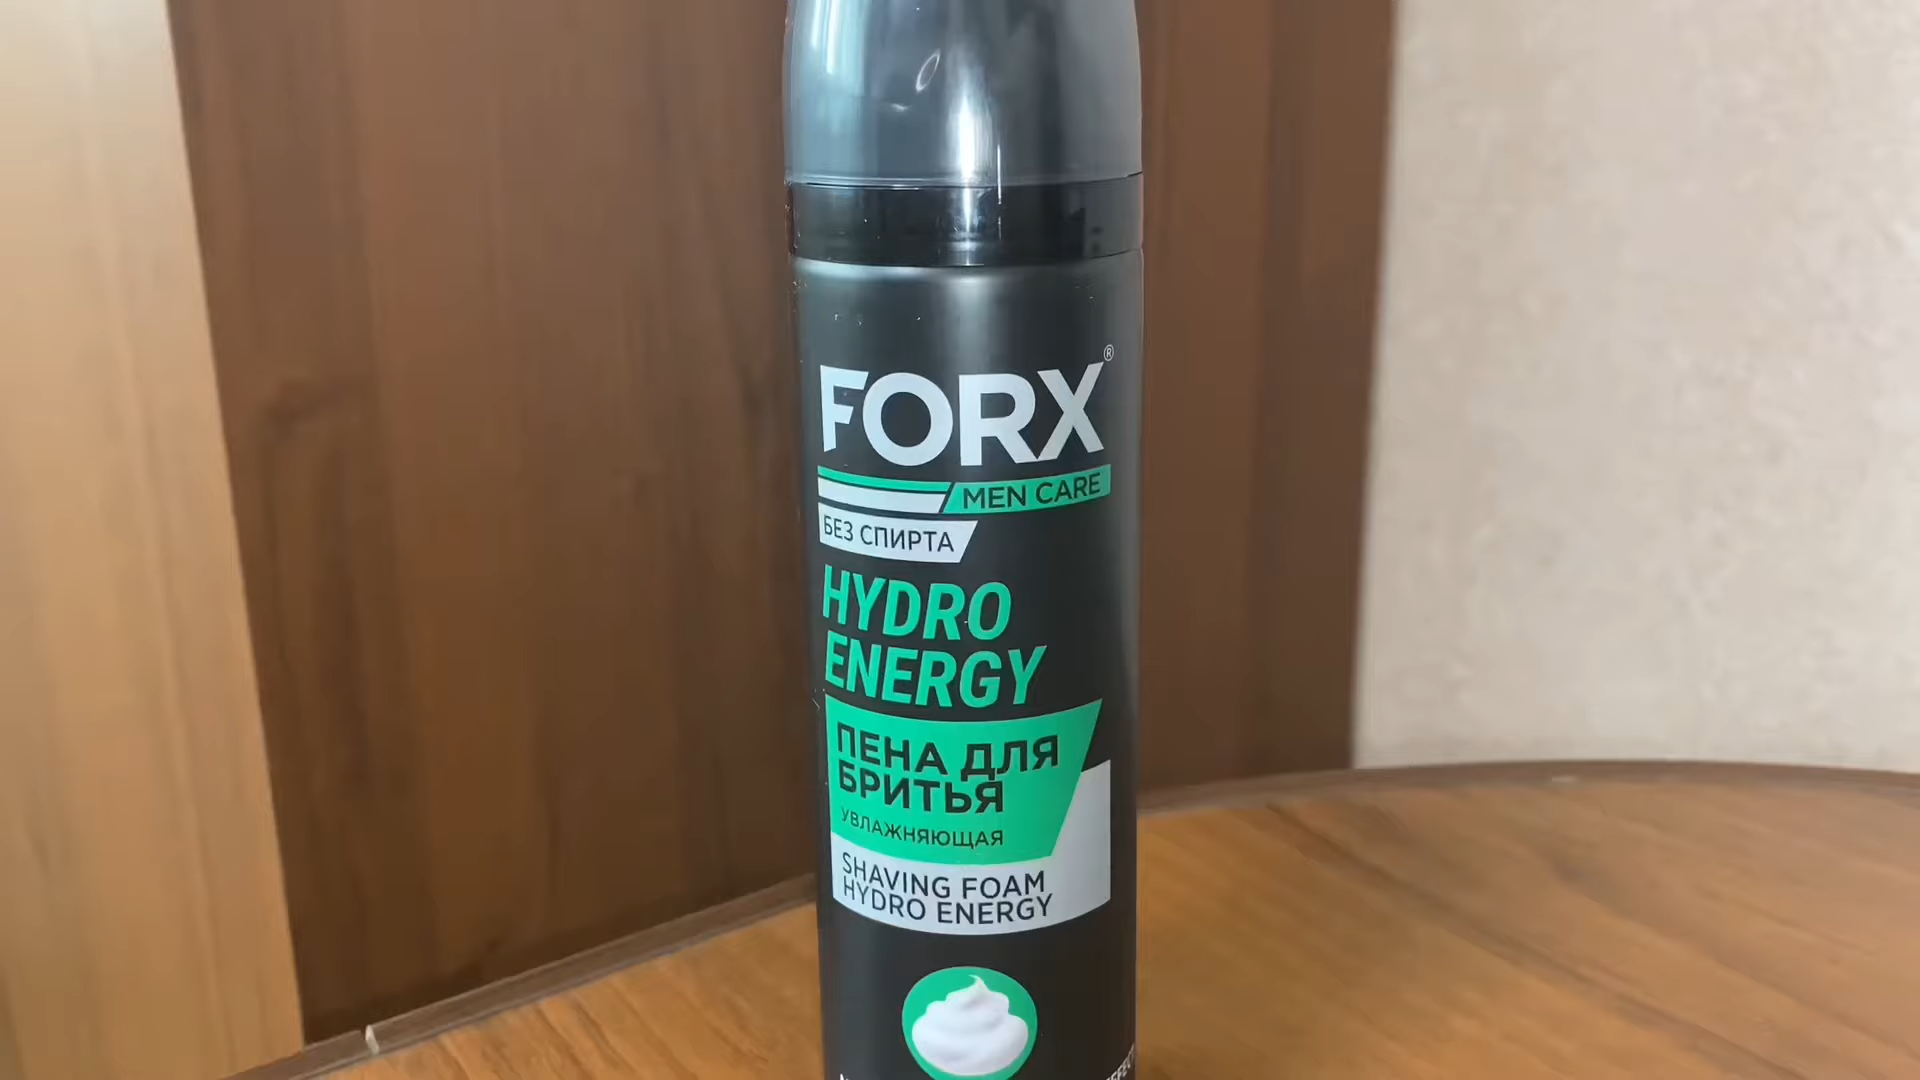 FORX®
MEN CARE
БЕЗ СПИРТА
HYDRO
ENERGY
ПЕНА ДЛЯ
БРИТЬЯ
УВЛАЖНЯЮЩАЯ
SHAVING FOAM
HYDRO ENERGY